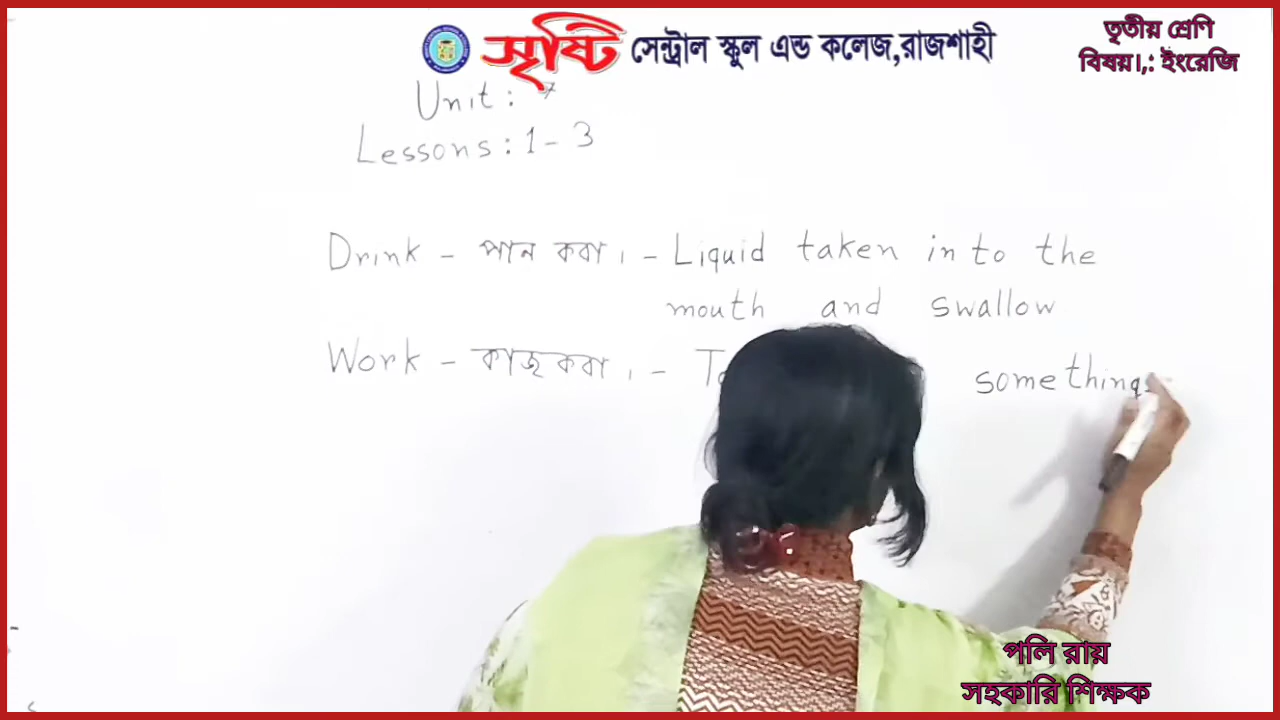 সৃষ্টি সেন্ট্রাল স্কুল এন্ড কলেজ,রাজশাহী
তৃতীয় শ্রেণি
বিষয়।,: ইংরেজি
Unit: 7
Lessons: 1 - 3
Drink - পান করা। - Liquid taken into the
mouth and swallow
Work - কাজ করা। - something
পলি রায়
সহকারি শিক্ষক